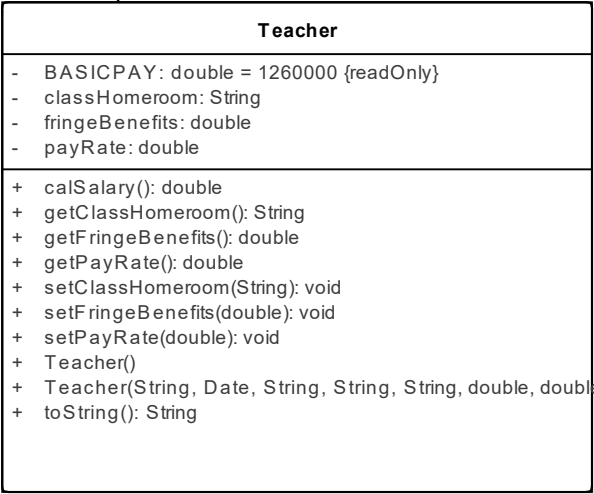 Teacher
- BASICPAY: double = 1260000 {readOnly}
- classHomeroom: String
- fringeBenefits: double
- payRate: double
+ calSalary(): double
+ getClassHomeroom(): String
+ getFringeBenefits(): double
+ getPayRate(): double
+ setClassHomeroom(String): void
+ setFringeBenefits(double): void
+ setPayRate(double): void
+ Teacher()
+ Teacher(String, Date, String, String, String, double,
+ toString(): String